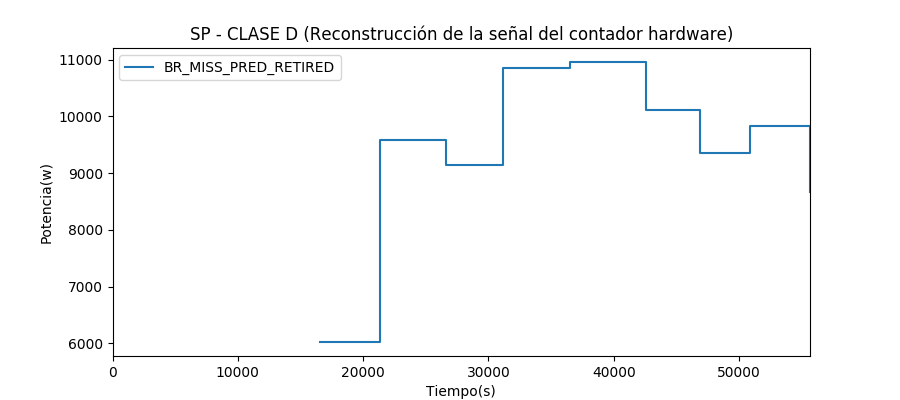 SP - CLASE D (Reconstrucción de la señal del contador hardware)
BR_MISS_PRED_RETIRED
11000
10000
9000
8000
7000
6000
Potencia(w)
0 10000 20000 30000 40000 50000
Tiempo(s)